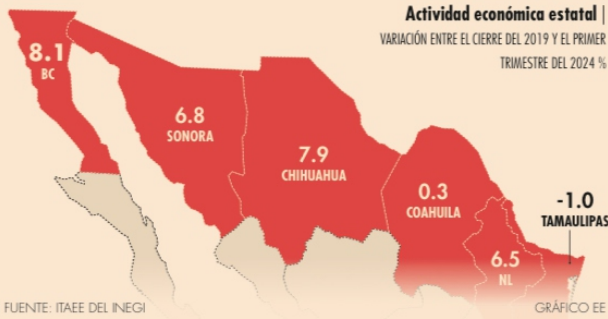 Actividad económica estatal |
VARIACIÓN ENTRE EL CIERRE DEL 2019 Y EL PRIMER
TRIMESTRE DEL 2024 %
8.1
BC
6.8
SONORA
7.9
CHIHUAHUA
0.3
COAHUILA
-1.0
TAMAULIPAS
6.5
NL
FUENTE: ITAEE DEL INEGI
GRÁFICO EE